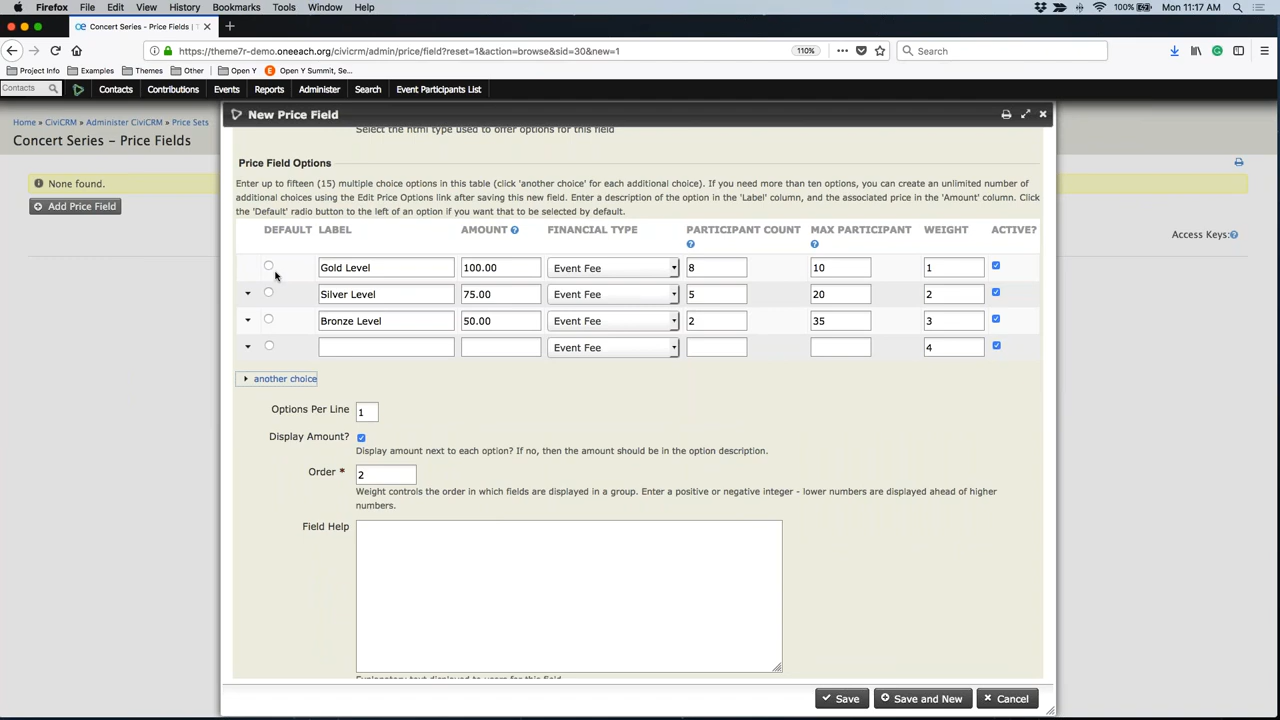 Firefox File Edit View History Bookmarks Tools Window Help 100% Mon 11:17 AM
Concert Series – Price Fields | T
https://theme7r-demo.oneeach.org/civicrm/admin/price/field?reset=1&action=browse&sid=30&new=1 110% Search
Project Info Examples Themes Other Open Y Open Y Summit, Se...
Contacts Contacts Contributions Events Reports Administer Search Event Participants List
New Price Field
Home » CiviCRM » Administer CiviCRM » Price Sets
Concert Series – Price Fields
Select the html type used to offer options for this field
None found.
Add Price Field
Access Keys:
Price Field Options
Enter up to fifteen (15) multiple choice options in this table (click 'another choice' for each additional choice). If you need more than ten options, you can create an unlimited number of
additional choices using the Edit Price Options link after saving this new field. Enter a description of the option in the 'Label' column, and the associated price in the 'Amount' column. Click
the 'Default' radio button to the left of an option if you want that to be selected by default.
DEFAULT LABEL AMOUNT FINANCIAL TYPE PARTICIPANT COUNT MAX PARTICIPANT WEIGHT ACTIVE?
Gold Level 100.00 Event Fee 8 10 1
Silver Level 75.00 Event Fee 5 20 2
Bronze Level 50.00 Event Fee 2 35 3
Event Fee 4
another choice
Options Per Line 1
Display Amount?
Display amount next to each option? If no, then the amount should be in the option description.
Order * 2
Weight controls the order in which fields are displayed in a group. Enter a positive or negative integer - lower numbers are displayed ahead of higher
numbers.
Field Help
Explanatory text displayed to users for this field
Save Save and New Cancel